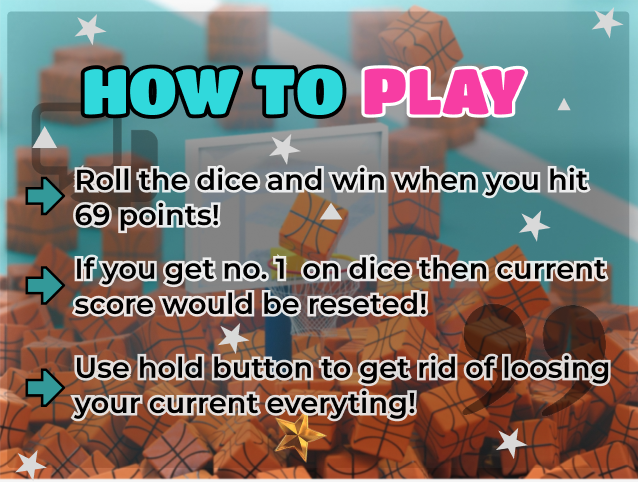 HOW TO PLAY
Roll the dice and win when you hit
69 points!
If you get no. 1 on dice then current
score would be reseted!
Use hold button to get rid of loosing
your current everyting!